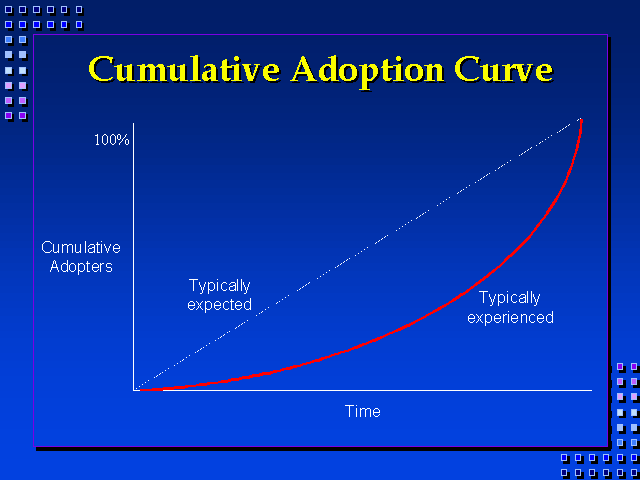 Cumulative Adoption Curve
100%
Cumulative
Adopters
Typically
expected
Typically
experienced
Time